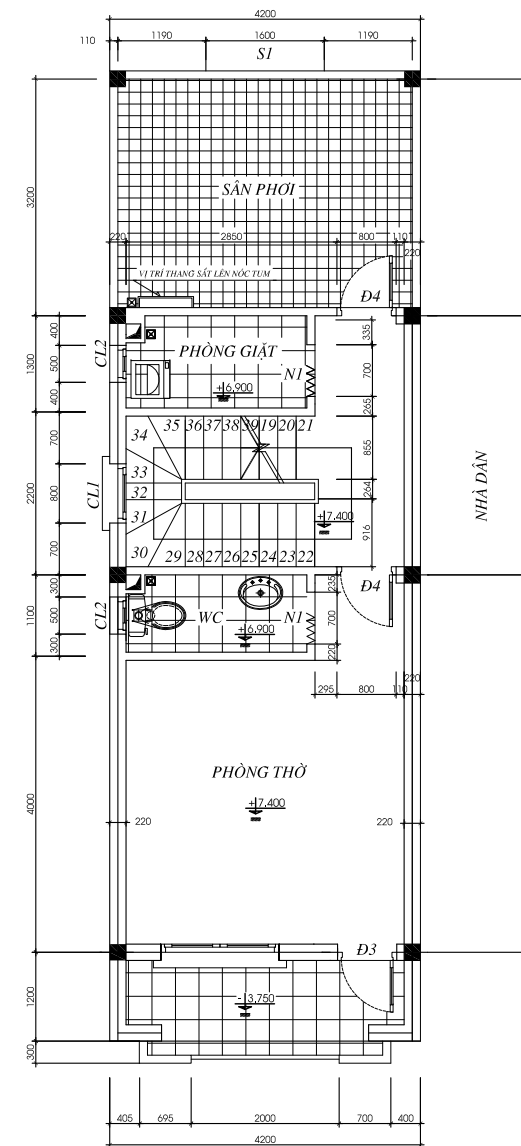 4200
110 1190 1600 1190
S1
3200
SÂN PHƠI
220 2850 800 110 220
VỊ TRÍ THANG SẮT LÊN NÓC TUM
Đ4
400
CL2
PHÒNG GIẶT
335
1300
500
N1
700
+6,900
400
265
700
35 36 37 38 39 19 20 21
34
855
33
2200
CL1
800
32
264
NHÀ DÂN
31
+7.400
916
700
30
29 28 27 26 25 24 23 22
300
235
Đ4
1100
CL2
500
WC
+6,900
N1
700
300
220
295 800 110 220
PHÒNG THỜ
+7.400
4000
220 220
Đ3
1200
-3,750
300
405 695 2000 700 400
4200